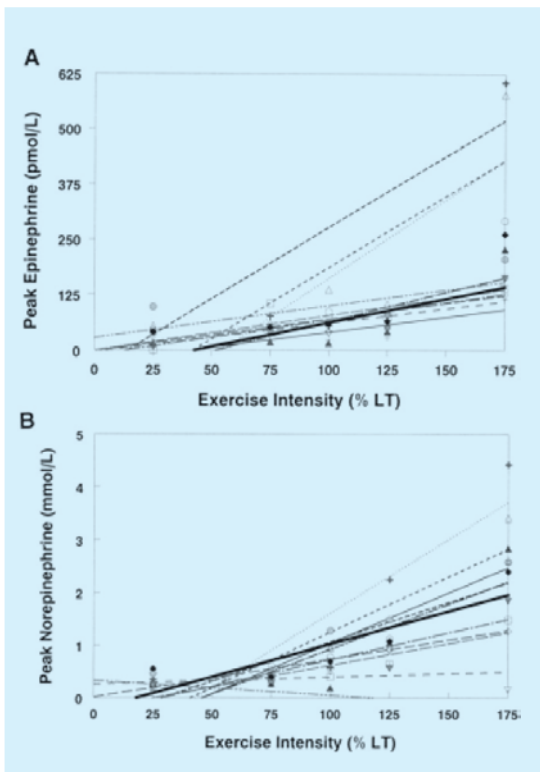 A
Peak Epinephrine (pmol/L)
625
500
375
250
125
0
0 25 50 75 100 125 150 175
Exercise Intensity (% LT)
B
Peak Norepinephrine (mmol/L)
5
4
3
2
1
0
0 25 50 75 100 125 150 175
Exercise Intensity (% LT)